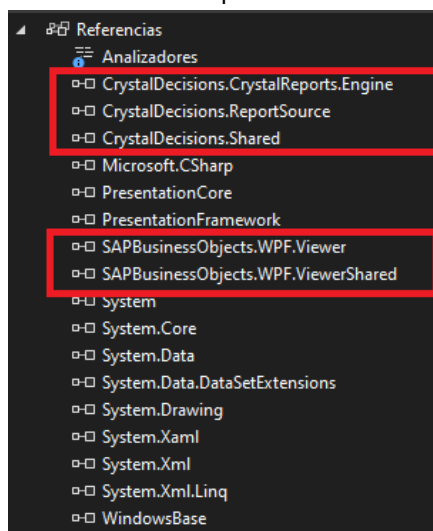 Referencias
Analizadores
CrystalDecisions.CrystalReports.Engine
CrystalDecisions.ReportSource
CrystalDecisions.Shared
Microsoft.CSharp
PresentationCore
PresentationFramework
SAPBusinessObjects.WPF.Viewer
SAPBusinessObjects.WPF.ViewerShared
System
System.Core
System.Data
System.Data.DataSetExtensions
System.Drawing
System.Xaml
System.Xml
System.Xml.Linq
WindowsBase